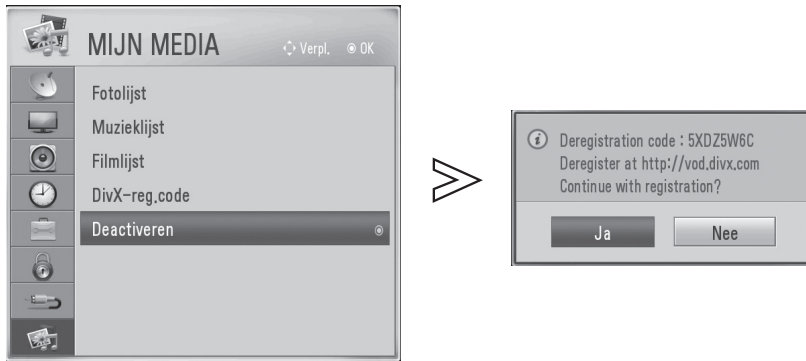 MIJN MEDIA
Verpl.
OK
Fotolijst
Muzieklijst
Filmlijst
DivX-reg.code
Deactiveren
Deregistration code : 5XDZ5W6C
Deregister at http://vod.divx.com
Continue with registration?
Ja
Nee